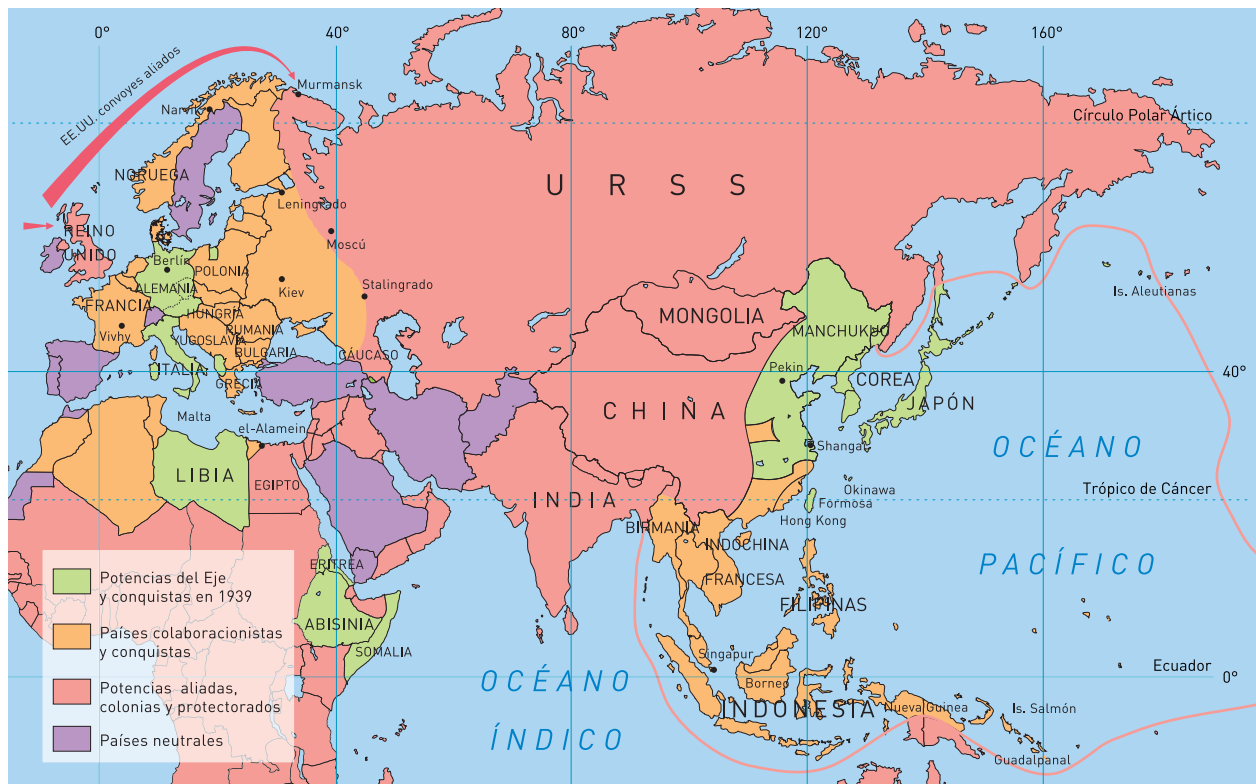 0°
40°
80°
120°
160°
EE.UU. convoyes aliados
Murmansk
Narvik
Círculo Polar Ártico
NORUEGA
U R S S
Leningrado
Moscú
REINO
UNIDO
Berlín
POLONIA
ALEMANIA
Kiev
Stalingrado
Is. Aleutianas
FRANCIA
HUNGRÍA
MONGOLIA
MANCHUKUO
Vivhy
RUMANIA
YUGOSLAVIA
BULGARIA
CÁUCASO
ITALIA
GRECIA
Pekin
COREA
JAPÓN
40°
Malta
CHINA
el-Alamein
Shangai
OCÉANO
LIBIA
EGIPTO
INDIA
Okinawa
Formosa
Hong Kong
Trópico de Cáncer
BIRMANIA
INDOCHINA
FRANCESA
PACÍFICO
ERITREA
FILIPINAS
ABISINIA
SOMALIA
Singapur
Borneo
Ecuador
0°
OCÉANO
ÍNDICO
INDONESIA
Nueva Guinea
Is. Salmón
Guadalpanal
Potencias del Eje
y conquistas en 1939
Países colaboracionistas
y conquistas
Potencias aliadas,
colonias y protectorados
Países neutrales